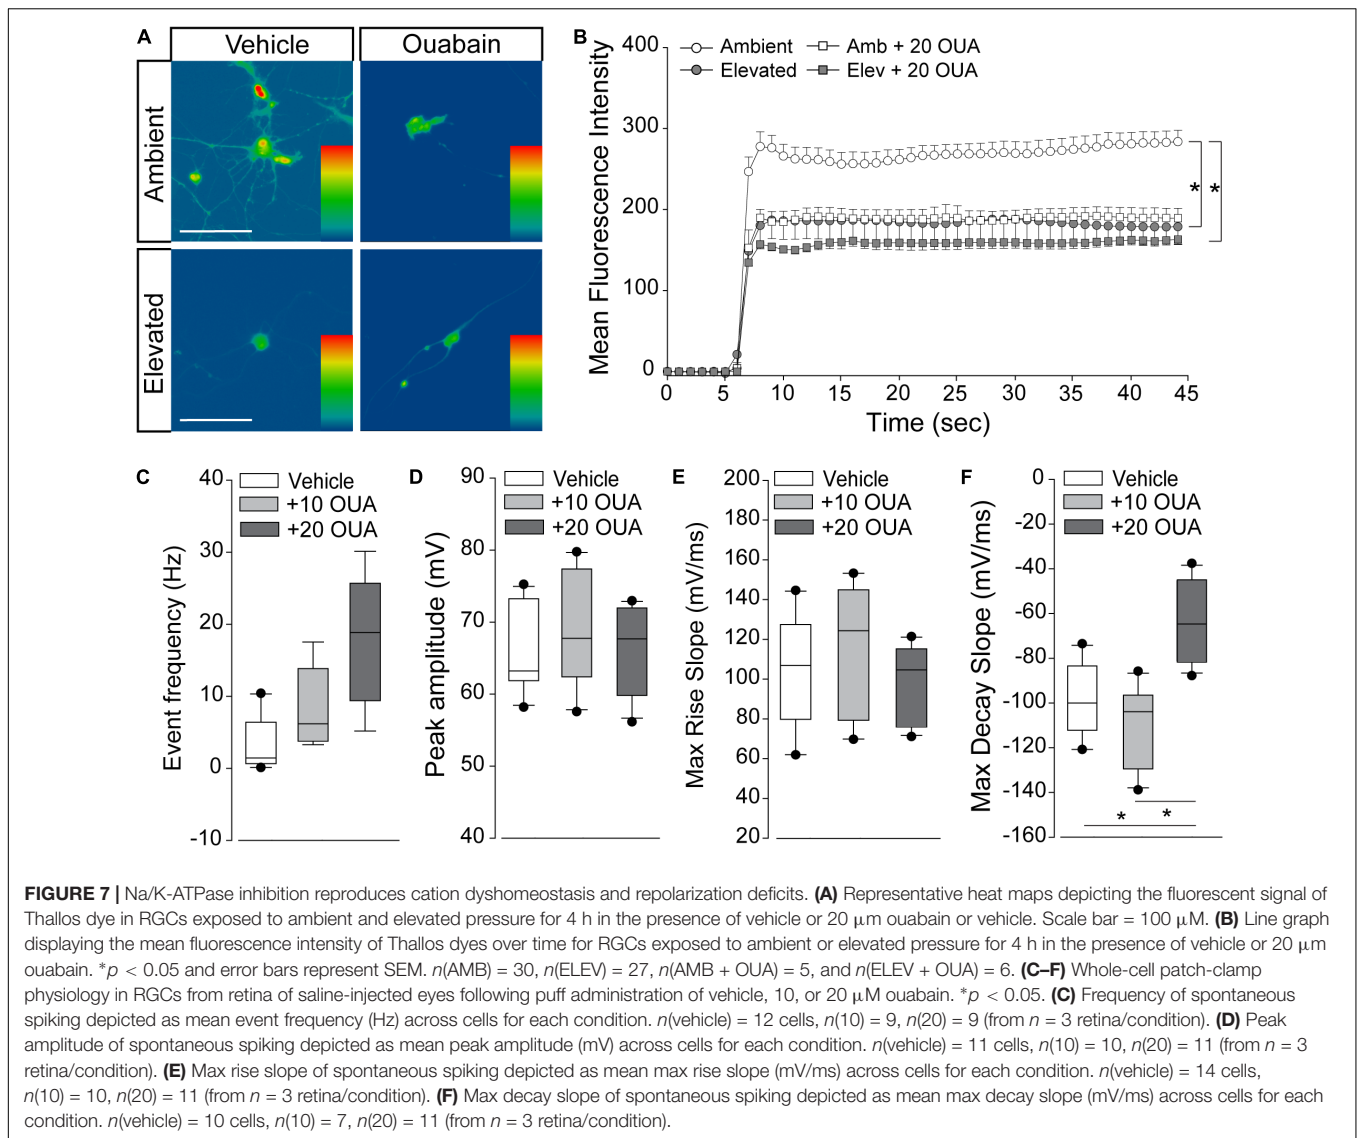 A
Vehicle
Ouabain
Ambient
Elevated
B
Ambient
Elevated
Amb + 20 OUA
Elev + 20 OUA
Mean Fluorescence Intensity
400
300
200
100
0
0 5 10 15 20 25 30 35 40 45
Time (sec)
*
*
C
Vehicle
+10 OUA
+20 OUA
Event frequency (Hz)
40
30
20
10
0
-10
D
Vehicle
+10 OUA
+20 OUA
Peak amplitude (mV)
90
80
70
60
50
40
E
Vehicle
+10 OUA
+20 OUA
Max Rise Slope (mV/ms)
200
180
160
140
120
100
80
60
40
20
F
Vehicle
+10 OUA
+20 OUA
Max Decay Slope (mV/ms)
-0
-20
-40
-60
-80
-100
-120
-140
-160
*
*
FIGURE 7 | Na/K-ATPase inhibition reproduces cation dyshomeostasis and repolarization deficits. (A) Representative heat maps depicting the fluorescent signal of
Thallos dye in RGCs exposed to ambient and elevated pressure for 4 h in the presence of vehicle or 20 μm ouabain or vehicle. Scale bar = 100 μM. (B) Line graph
displaying the mean fluorescence intensity of Thallos dyes over time for RGCs exposed to ambient or elevated pressure for 4 h in the presence of vehicle or 20 μm
ouabain. *p < 0.05 and error bars represent SEM. n(AMB) = 30, n(ELEV) = 27, n(AMB + OUA) = 5, and n(ELEV + OUA) = 6. (C–F) Whole-cell patch-clamp
physiology in RGCs from retina of saline-injected eyes following puff administration of vehicle, 10, or 20 μM ouabain. *p < 0.05. (C) Frequency of spontaneous
spiking depicted as mean event frequency (Hz) across cells for each condition. n(vehicle) = 12 cells, n(10) = 9, n(20) = 9 (from n = 3 retina/condition). (D) Peak
amplitude of spontaneous spiking depicted as mean peak amplitude (mV) across cells for each condition. n(vehicle) = 11 cells, n(10) = 10, n(20) = 11 (from n = 3
retina/condition). (E) Max rise slope of spontaneous spiking depicted as mean max rise slope (mV/ms) across cells for each condition. n(vehicle) = 14 cells,
n(10) = 10, n(20) = 11 (from n = 3 retina/condition). (F) Max decay slope of spontaneous spiking depicted as mean max decay slope (mV/ms) across cells for each
condition. n(vehicle) = 10 cells, n(10) = 7, n(20) = 11 (from n = 3 retina/condition).